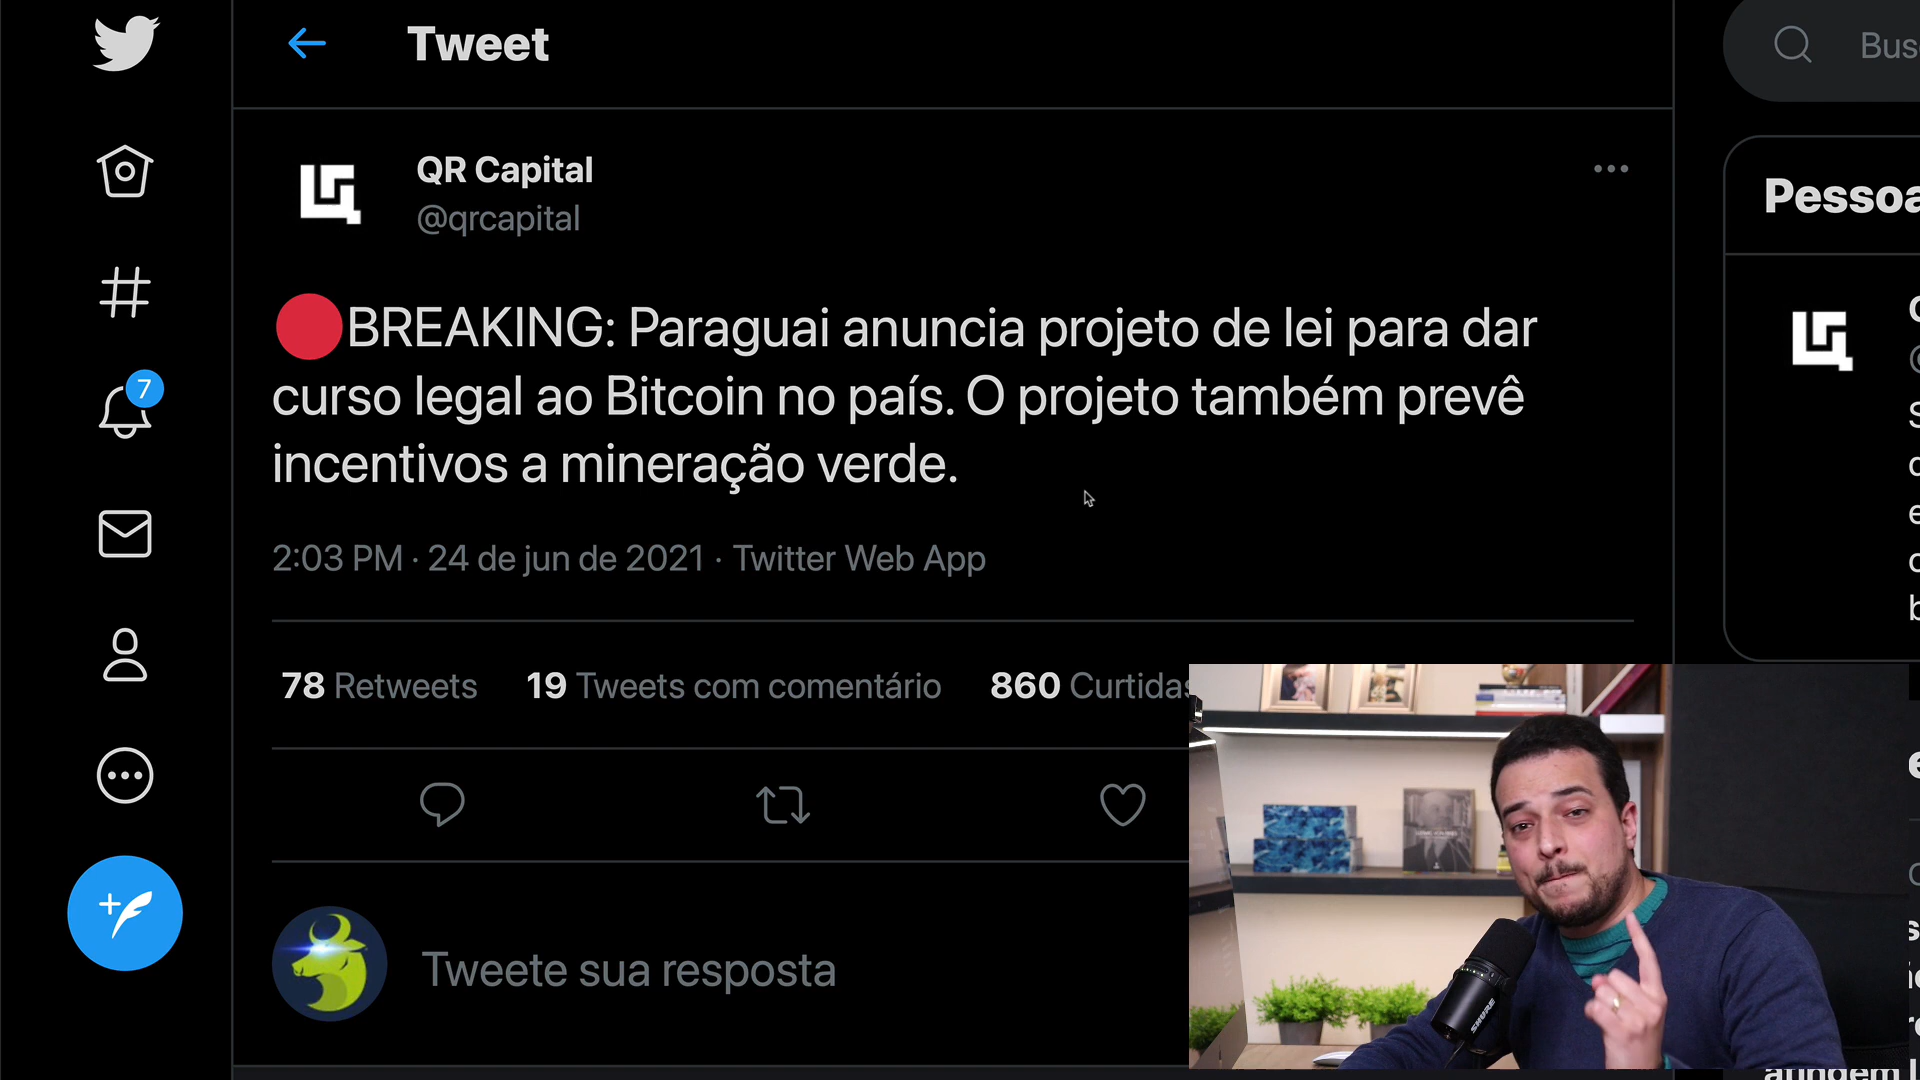 Tweet
QR Capital
@qrcapital
🔴BREAKING: Paraguai anuncia projeto de lei para dar
curso legal ao Bitcoin no país. O projeto também prevê
incentivos a mineração verde.
2:03 PM · 24 de jun de 2021 · Twitter Web App
78 Retweets 19 Tweets com comentário 860 Curtidas
Tweete sua resposta
7
Bus
Pessoa
SHURE